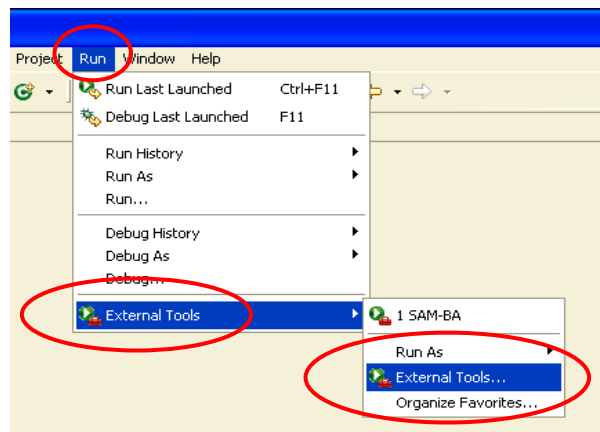 Project Run Window Help
Run Last Launched Ctrl+F11
Debug Last Launched F11
Run History
Run As
Run...
Debug History
Debug As
Debug...
External Tools
1 SAM-BA
Run As
External Tools...
Organize Favorites...